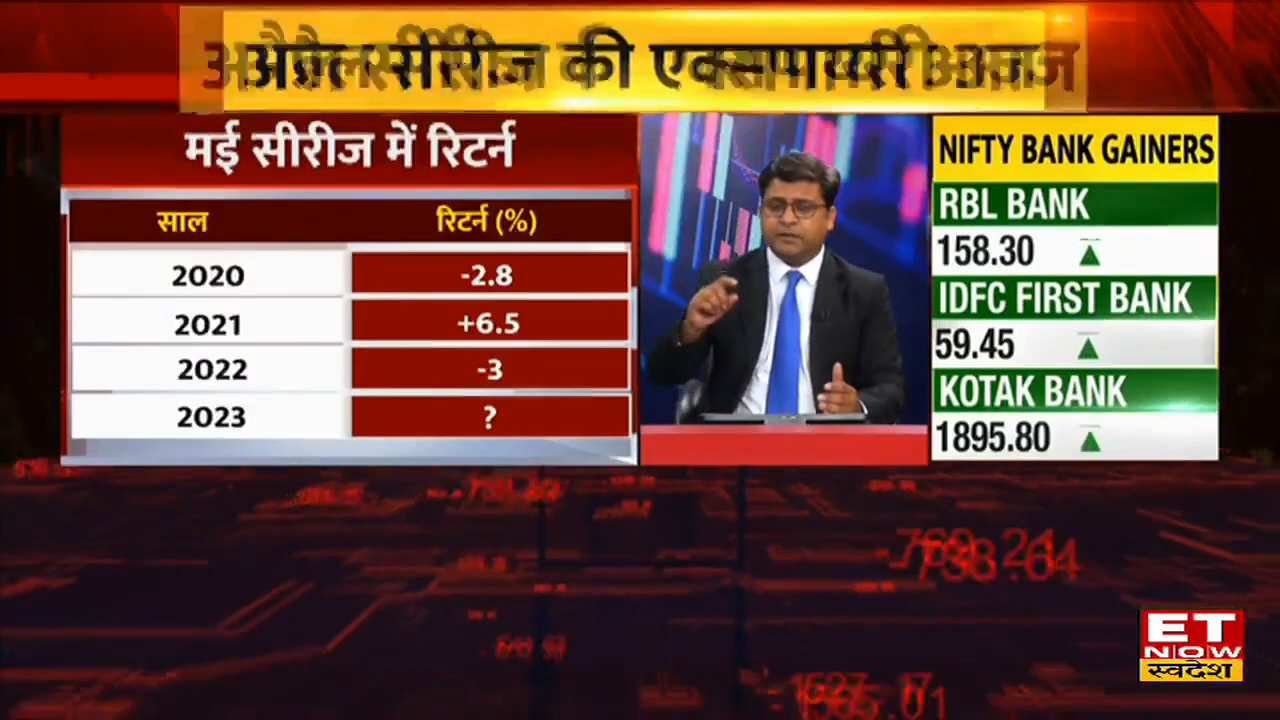 अप्रैल सीरीज की एक्सपायरी आज
मई सीरीज में रिटर्न
साल रिटर्न (%)
2020 -2.8
2021 +6.5
2022 -3
2023 ?
NIFTY BANK GAINERS
RBL BANK
158.30
IDFC FIRST BANK
59.45
KOTAK BANK
1895.80
ET
NOW
स्वदेश